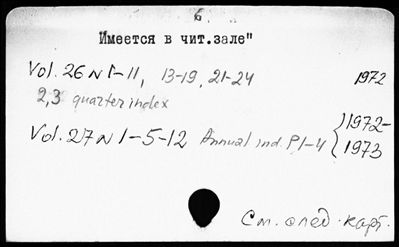 6.
Имеется в чит.зале"
Vol. 26 N 1-11, 13-19, 21-24 1972
2,3 quarter index
Vol. 27 N 1-5-12 Annual ind. P1-4 } 1972-
1973
См. след. карт.